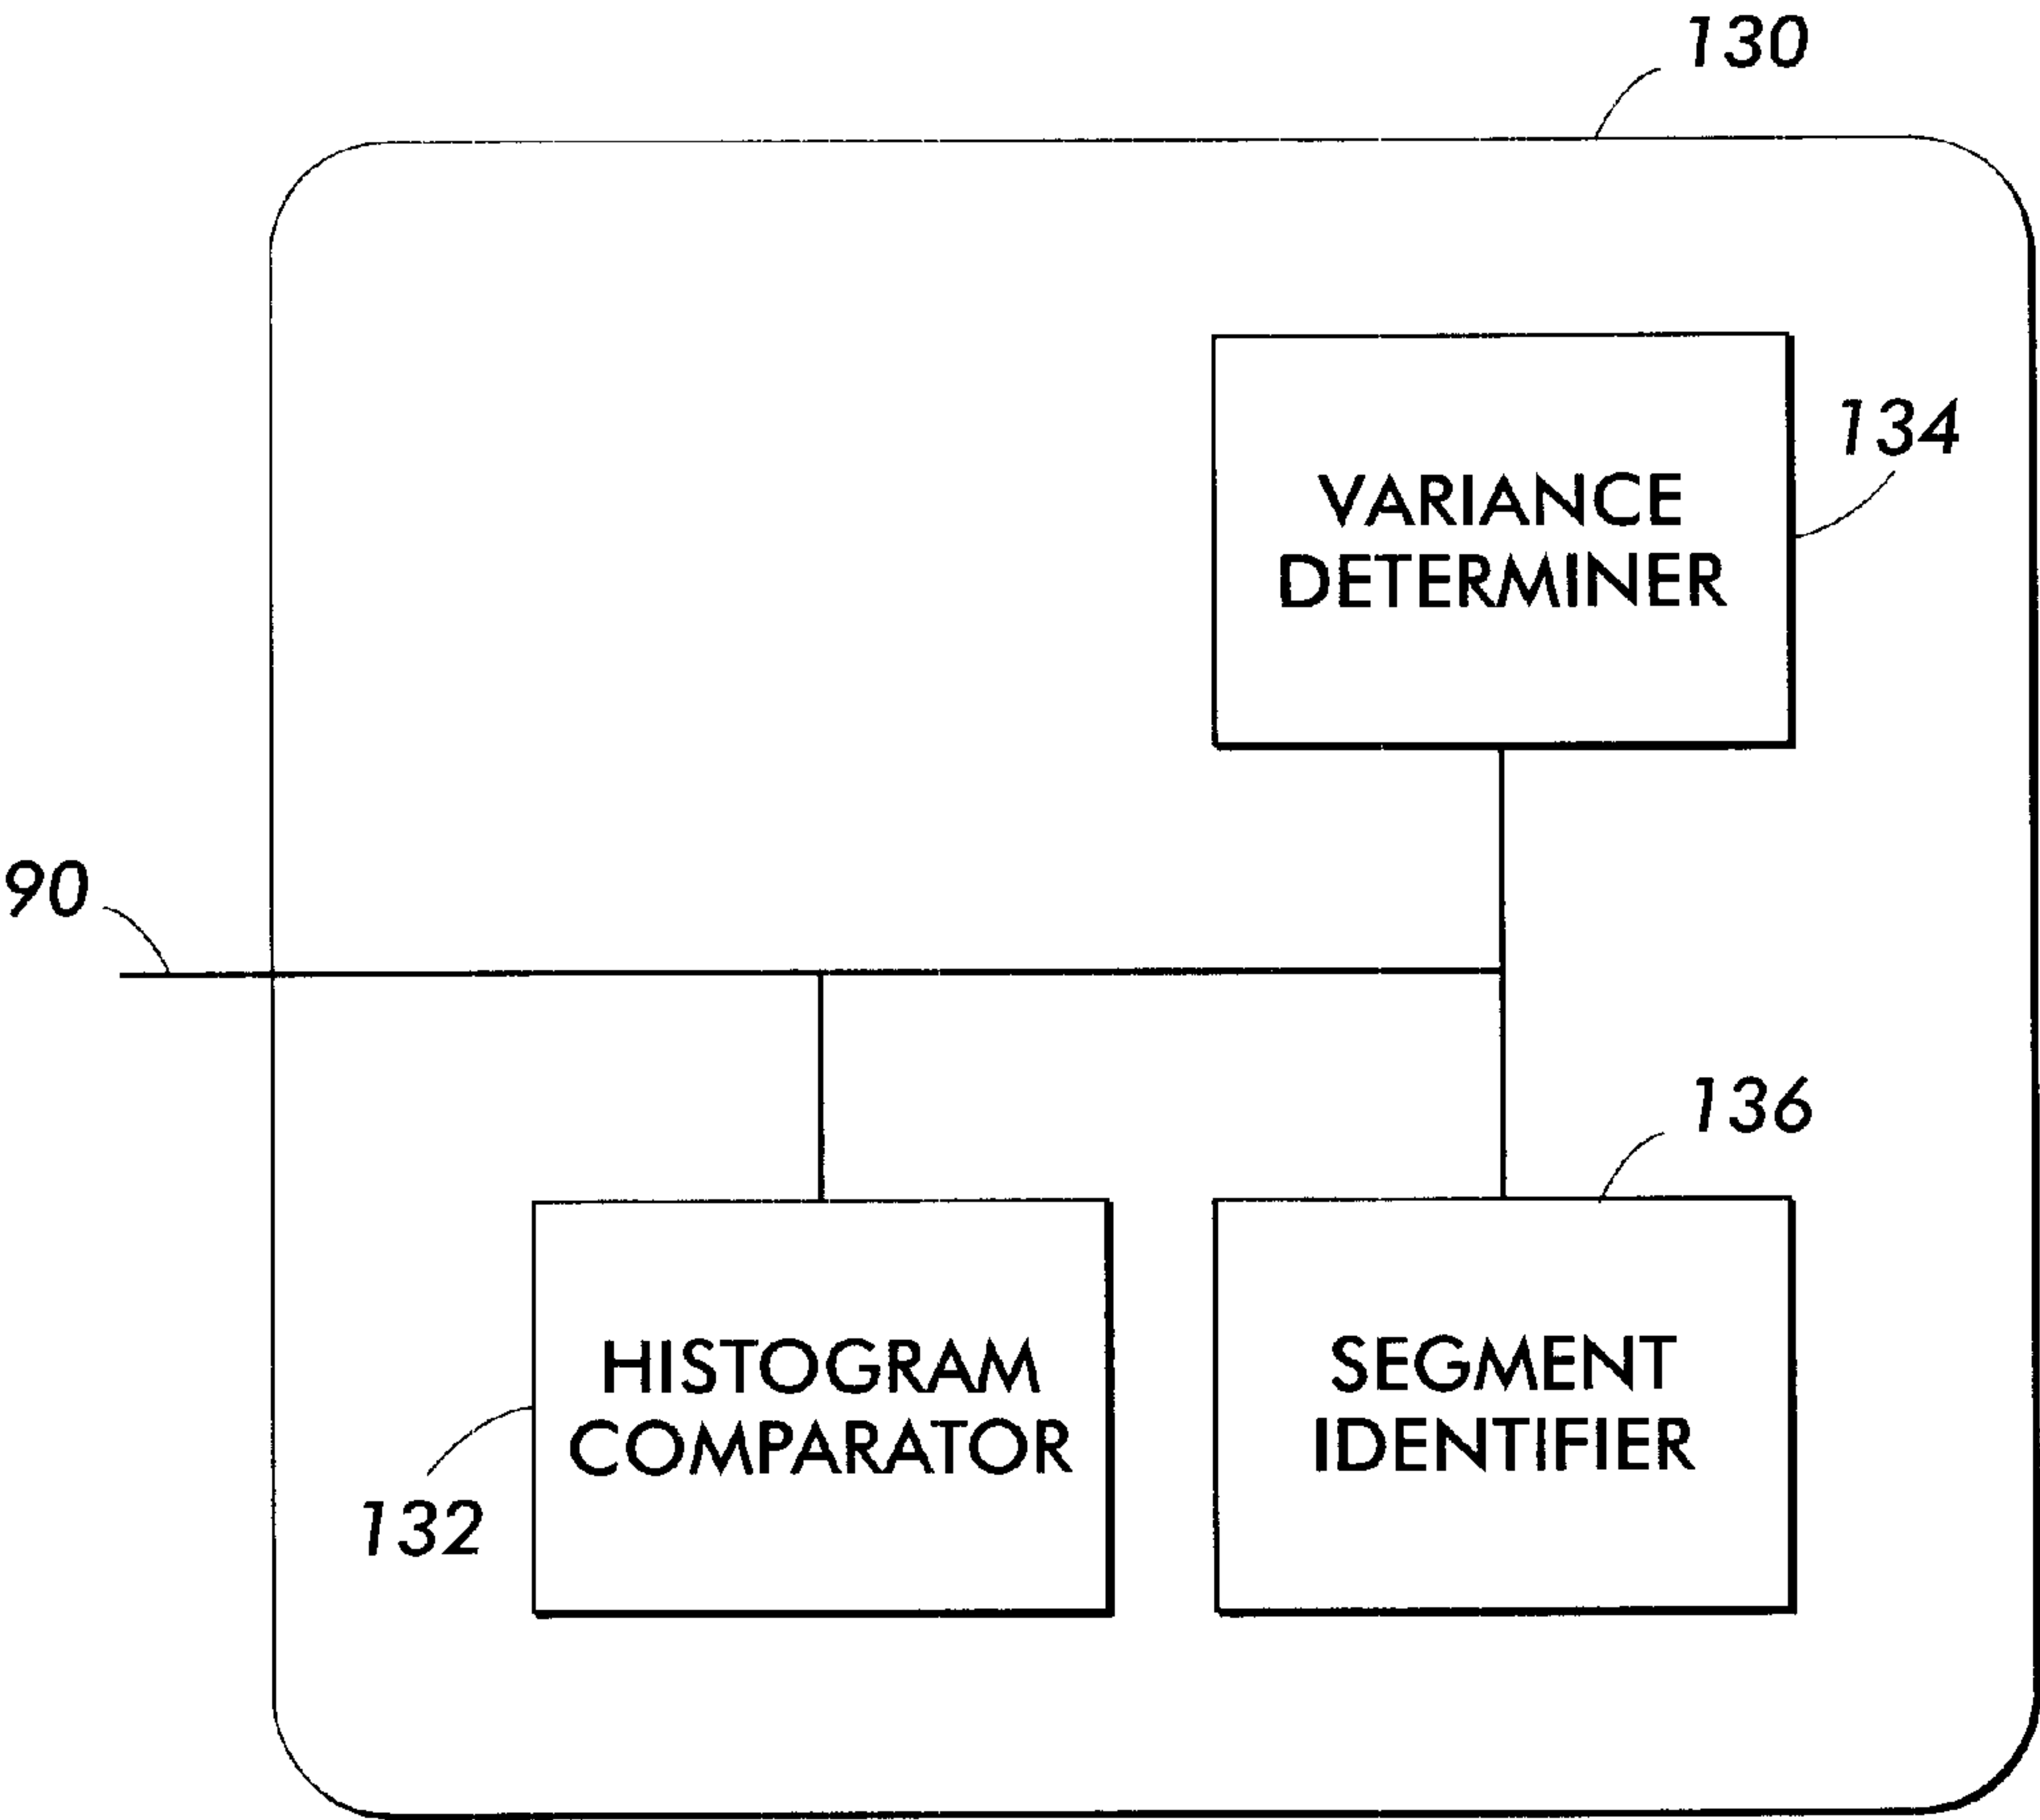 130
VARIANCE
DETERMINER
134
90
136
HISTOGRAM
COMPARATOR
SEGMENT
IDENTIFIER
132